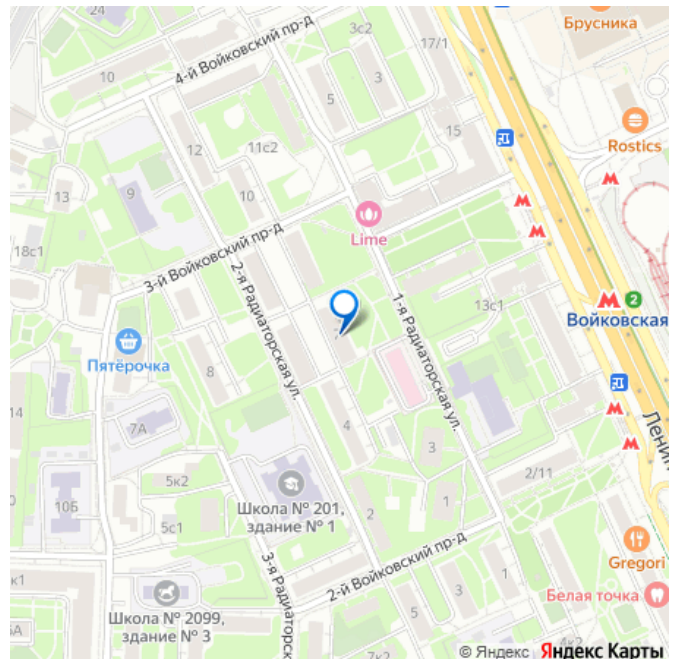 Брусника
4-й Войковский пр-д
3с2
17/1
10
5
3
Rostics
15
11с2
12
9
10
13
Lime
3-й Войковский пр-д
18с1
2-я Радиаторская ул.
1-я Радиаторская ул.
13с1
2
Войковская
Пятёрочка
8
14
7А
4
3
Ленин
5к2
Школа № 201,
здание № 1
2/11
10Б
5с1
2
1
Gregori
2-й Войковский пр-д
3-я Радиаторск
к1
5
3
1
Белая точка
Школа № 2099,
здание № 3
5А
4к2
© Яндекс Яндекс Карты